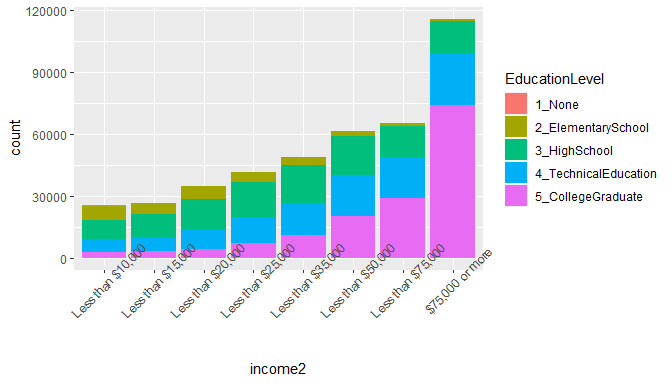 120000
90000
60000
30000
0
count
Less than $10,000
Less than $15,000
Less than $20,000
Less than $25,000
Less than $35,000
Less than $50,000
Less than $75,000
$75,000 or more
income2
EducationLevel
1_None
2_ElementarySchool
3_HighSchool
4_TechnicalEducation
5_CollegeGraduate